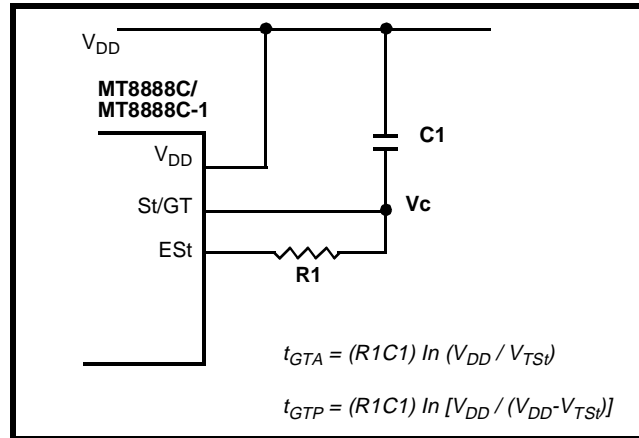 VDD
MT8888C/
MT8888C-1
VDD
C1
St/GT
Vc
ESt
R1
tGTA = (R1C1) In (VDD / VTSt)
tGTP = (R1C1) In [VDD / (VDD-VTSt)]